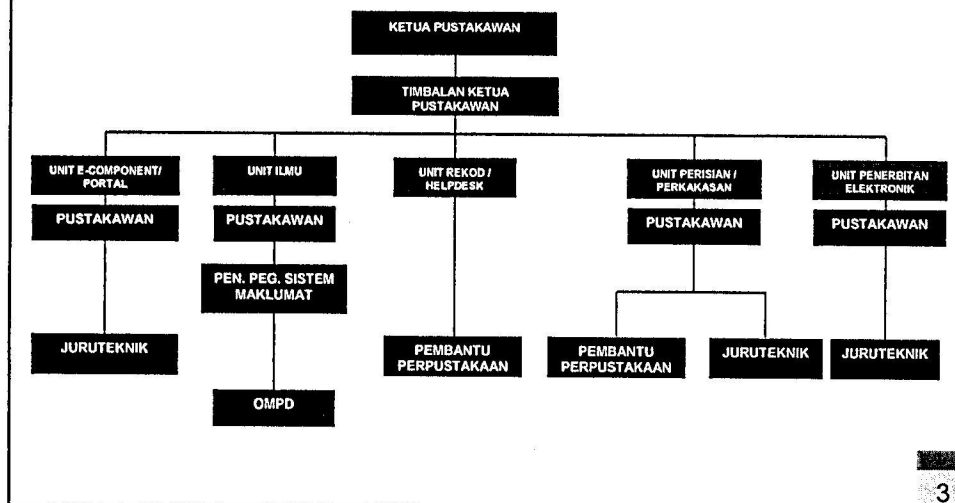 KETUA PUSTAKAWAN
TIMBALAN KETUA
PUSTAKAWAN
UNIT E-COMPONENT/
PORTAL
UNIT ILMU
UNIT REKOD /
HELPDESK
UNIT PERISIAN /
PERKAKASAN
UNIT PENERBITAN
ELEKTRONIK
PUSTAKAWAN
PUSTAKAWAN
PUSTAKAWAN
PUSTAKAWAN
PEN. PEG. SISTEM
MAKLUMAT
JURUTEKNIK
PEMBANTU
PERPUSTAKAAN
PEMBANTU
PERPUSTAKAAN
JURUTEKNIK
JURUTEKNIK
OMPD
3